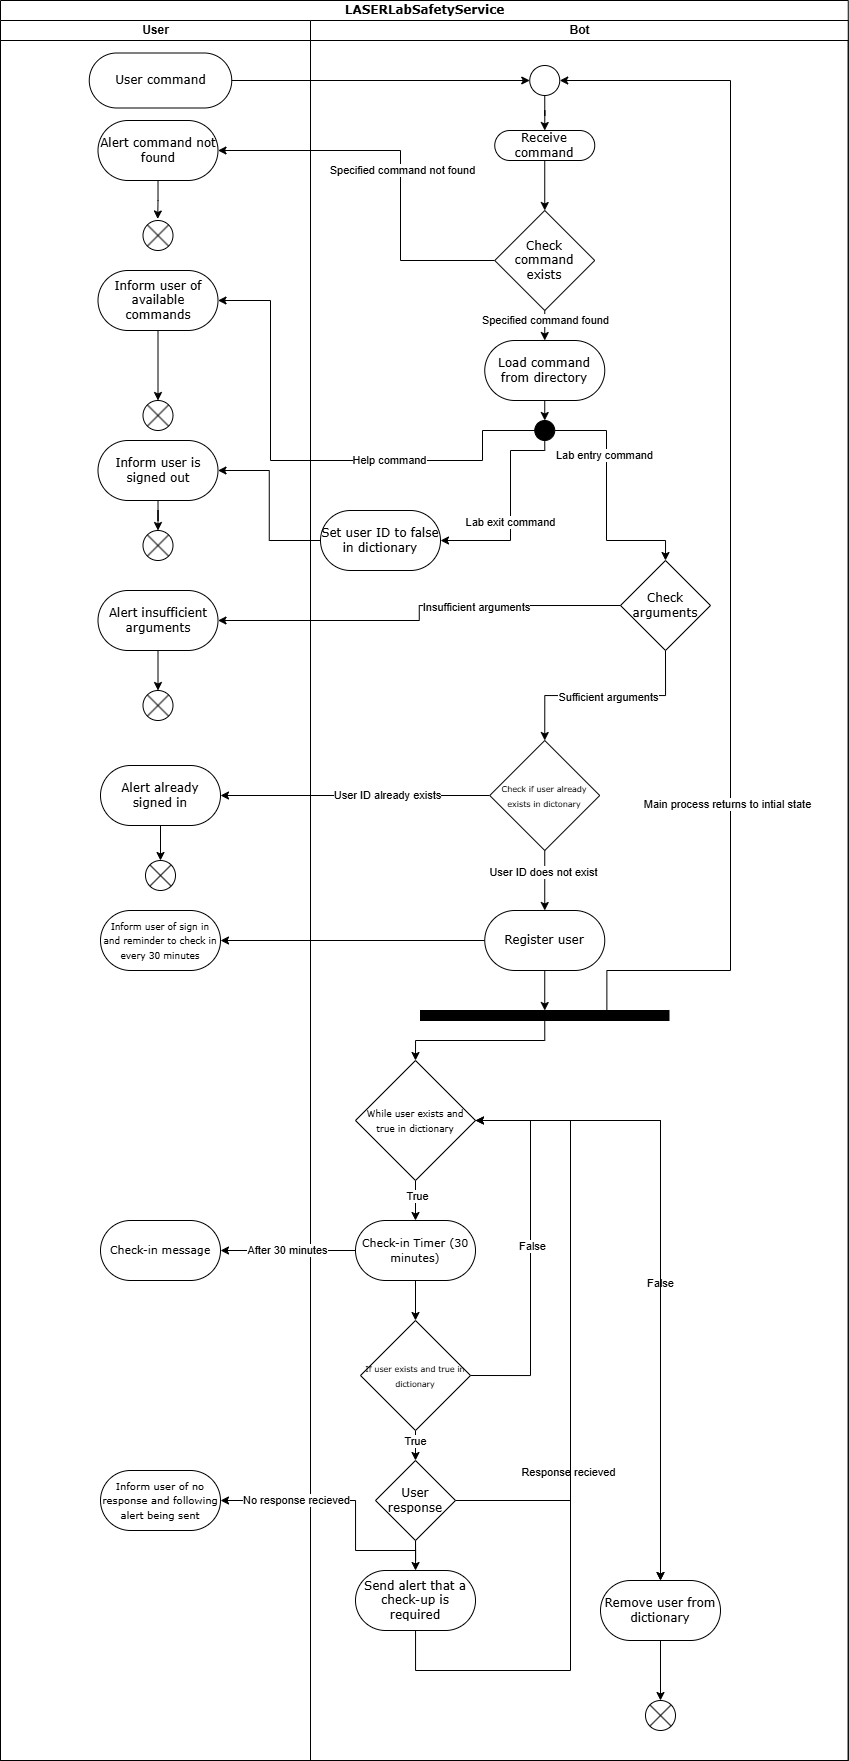 LASERLabSafetyService
User
Bot
User command
Receive
command
Alert command not
found
Specified command not found
Check
command
exists
Inform user of
available
commands
Specified command found
Load command
from directory
Help command
Lab entry command
Inform user is
signed out
Lab exit command
Set user ID to false
in dictionary
Check
arguments
Insufficient arguments
Alert insufficient
arguments
Sufficient arguments
Check if user already
exists in dictonary
User ID already exists
Alert already
signed in
Main process returns to intial state
User ID does not exist
Register user
Inform user of sign in
and reminder to check in
every 30 minutes
While user exists and
true in dictionary
True
Check-in Timer (30
minutes)
After 30 minutes
Check-in message
False
False
If user exists and true in
dictionary
True
Response recieved
User
response
No response recieved
Inform user of no
response and following
alert being sent
Send alert that a
check-up is
required
Remove user from
dictionary